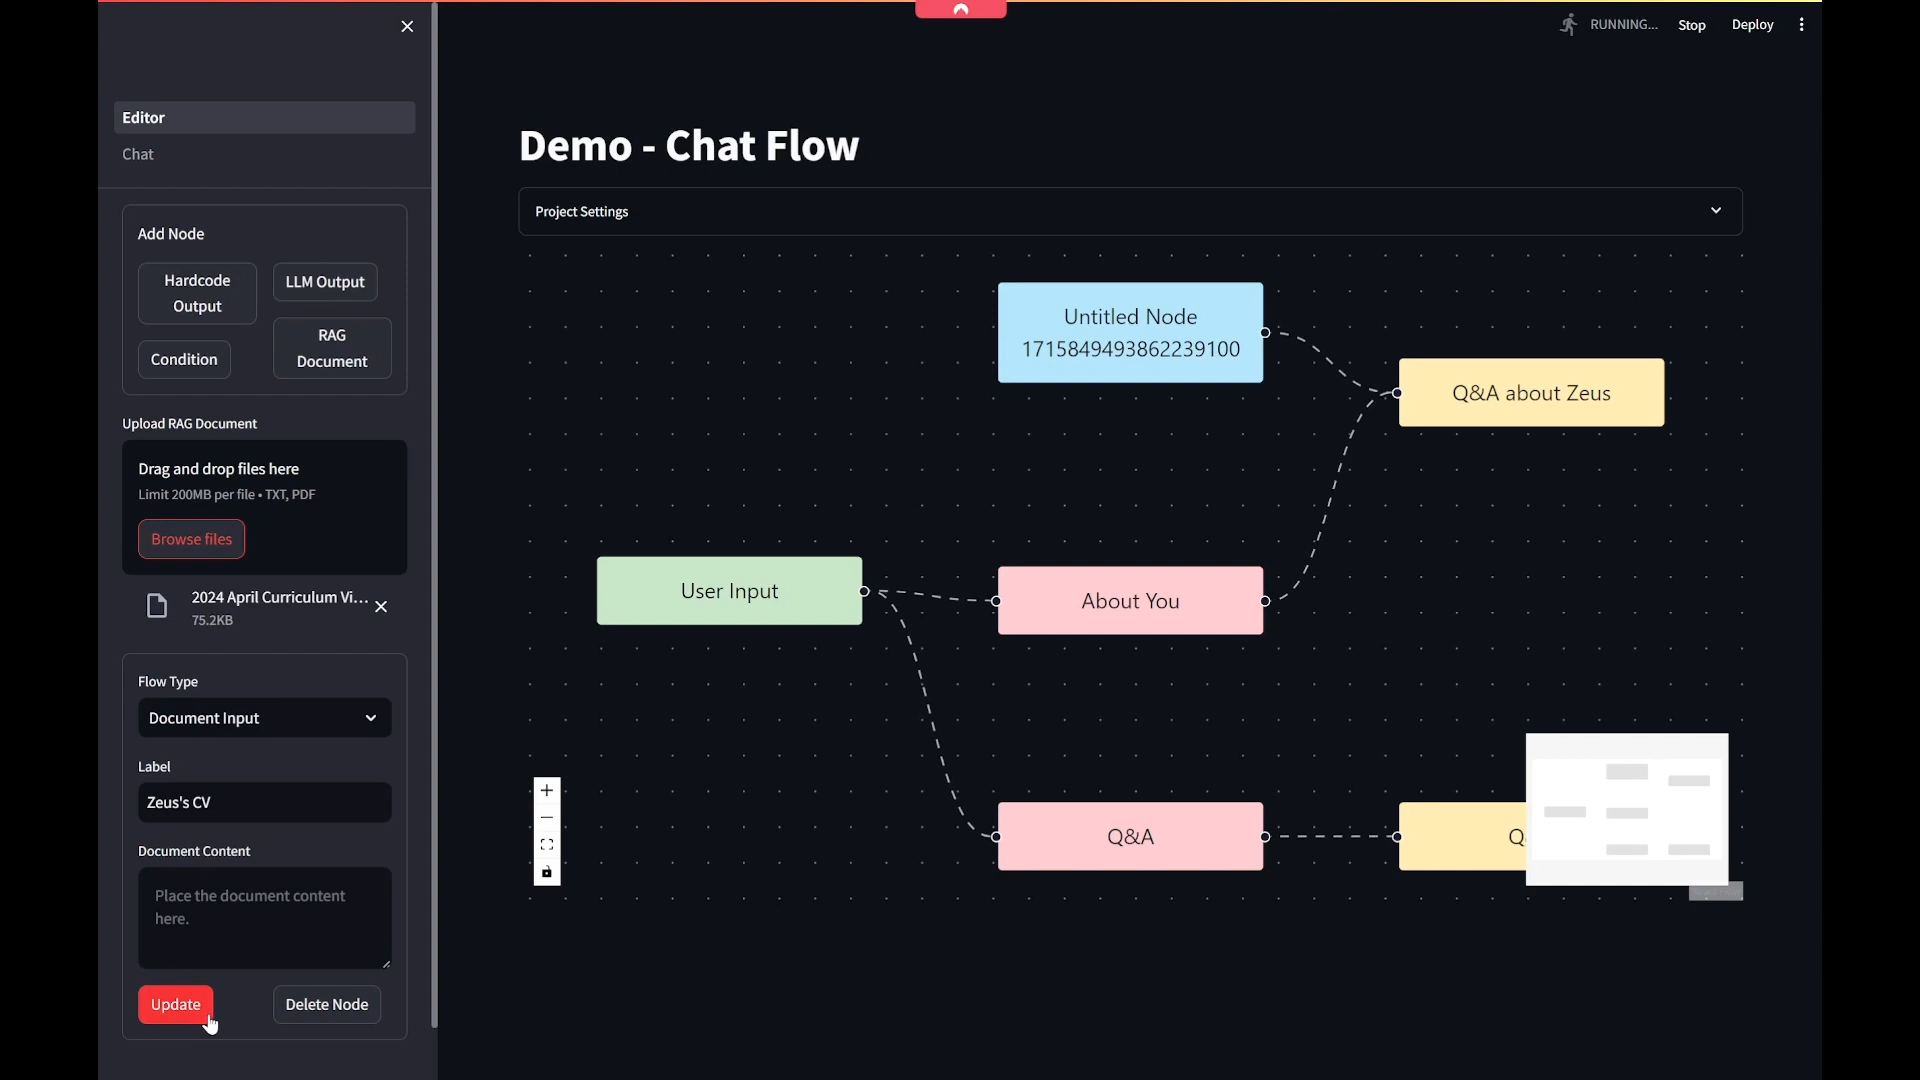 RUNNING...
Stop
Deploy
Editor
Chat
Demo - Chat Flow
Project Settings
Add Node
Hardcode
Output
LLM Output
Condition
RAG
Document
Upload RAG Document
Drag and drop files here
Limit 200MB per file • TXT, PDF
Browse files
2024 April Curriculum Vi...
75.2KB
Flow Type
Document Input
Label
Zeus's CV
Document Content
Place the document content
here.
Update
Delete Node
Untitled Node
1715849493862239100
Q&A about Zeus
User Input
About You
Q&A